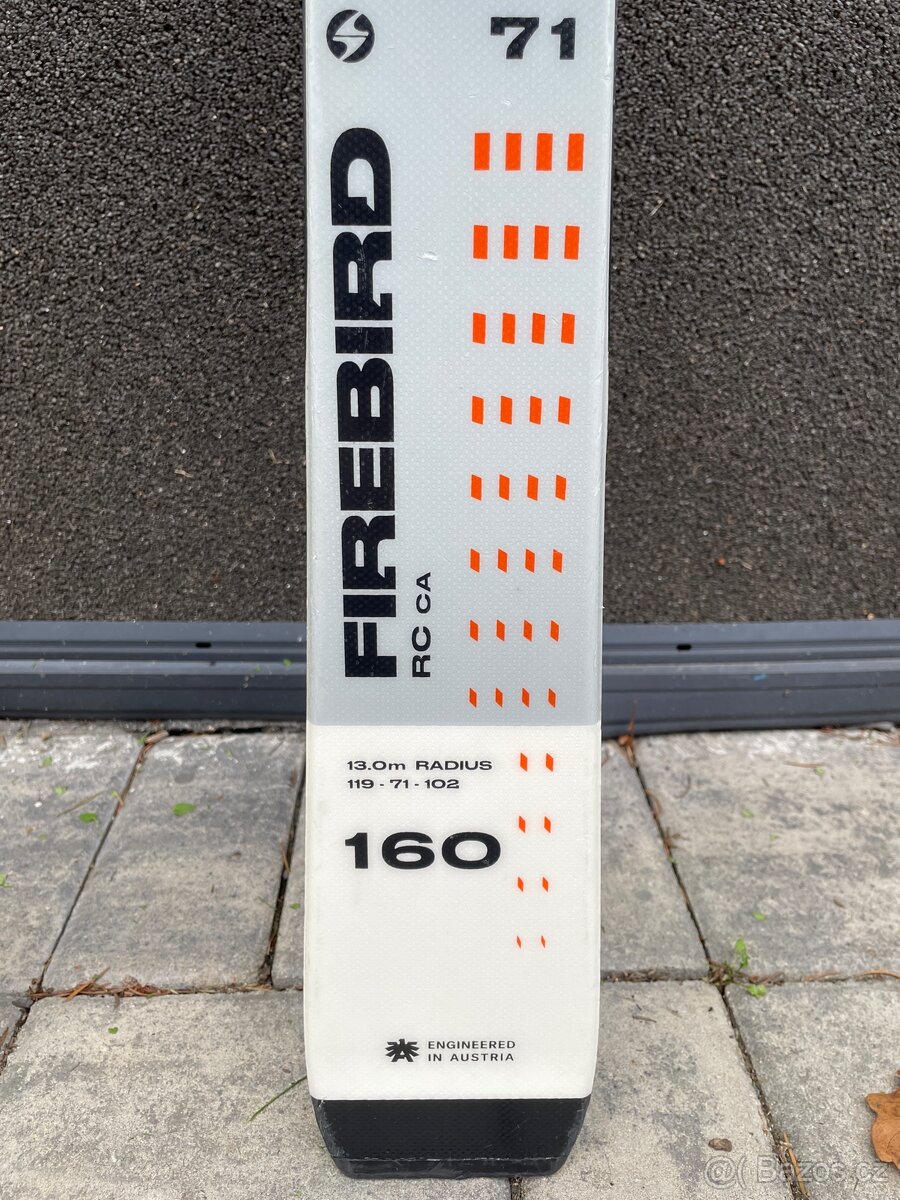 71
FIREBIRD
RC CA
13.0m RADIUS
119 - 71 - 102
160
ENGINEERED
IN AUSTRIA
Bazos.cz